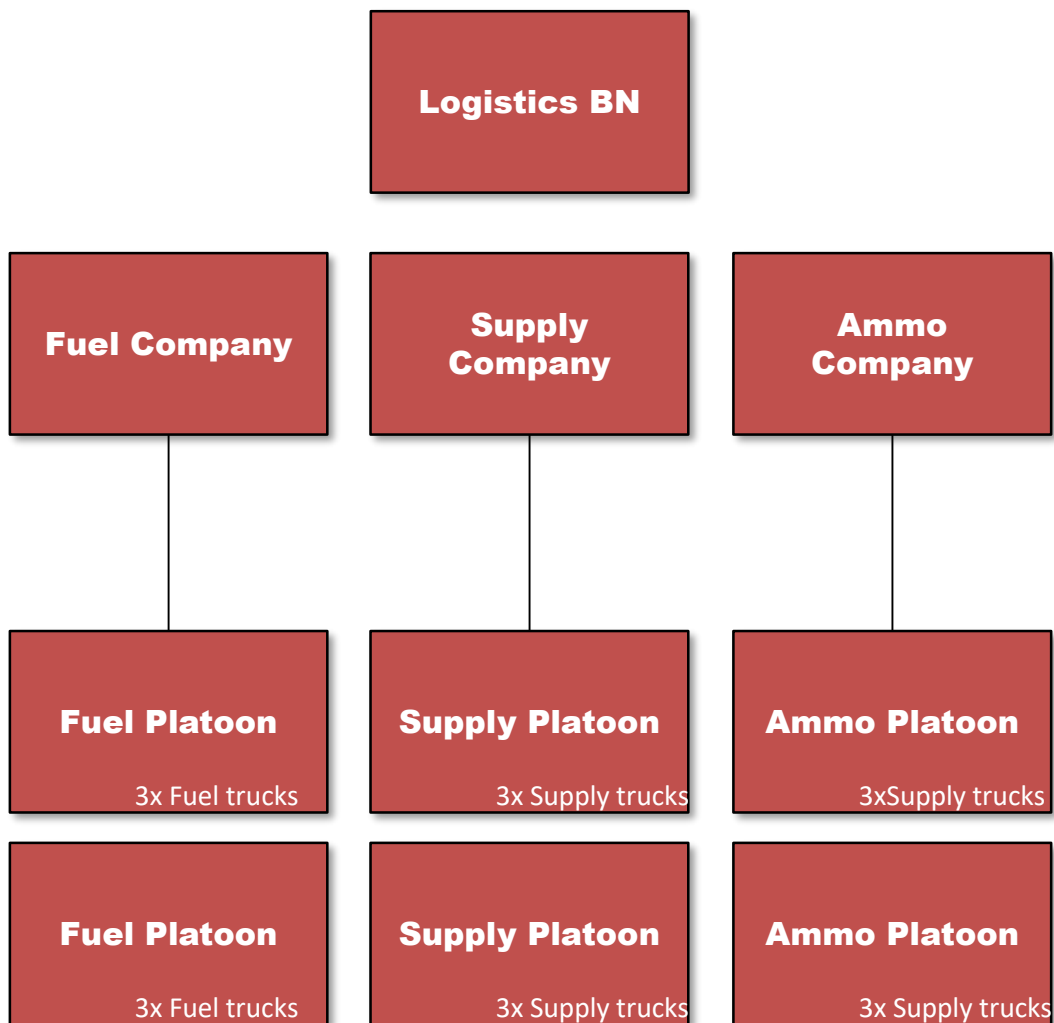 Logistics BN
Fuel Company
Supply
Company
Ammo
Company
Fuel Platoon
3x Fuel trucks
Supply Platoon
3x Supply trucks
Ammo Platoon
3xSupply trucks
Fuel Platoon
3x Fuel trucks
Supply Platoon
3x Supply trucks
Ammo Platoon
3x Supply trucks